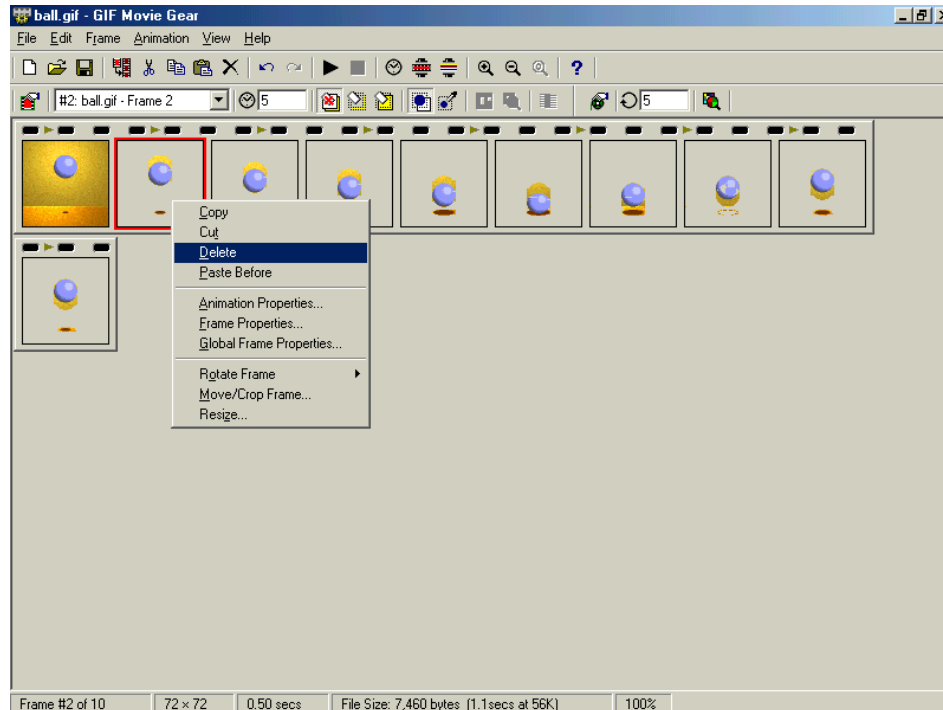 ball.gif - GIF Movie Gear
File Edit Frame Animation View Help
#2: ball.gif - Frame 2 5 5
Copy
Cut
Delete
Paste Before
Animation Properties...
Frame Properties...
Global Frame Properties...
Rotate Frame
Move/Crop Frame...
Resize...
Frame #2 of 10 72 × 72 0.50 secs File Size: 7,460 bytes (1.1secs at 56K) 100%